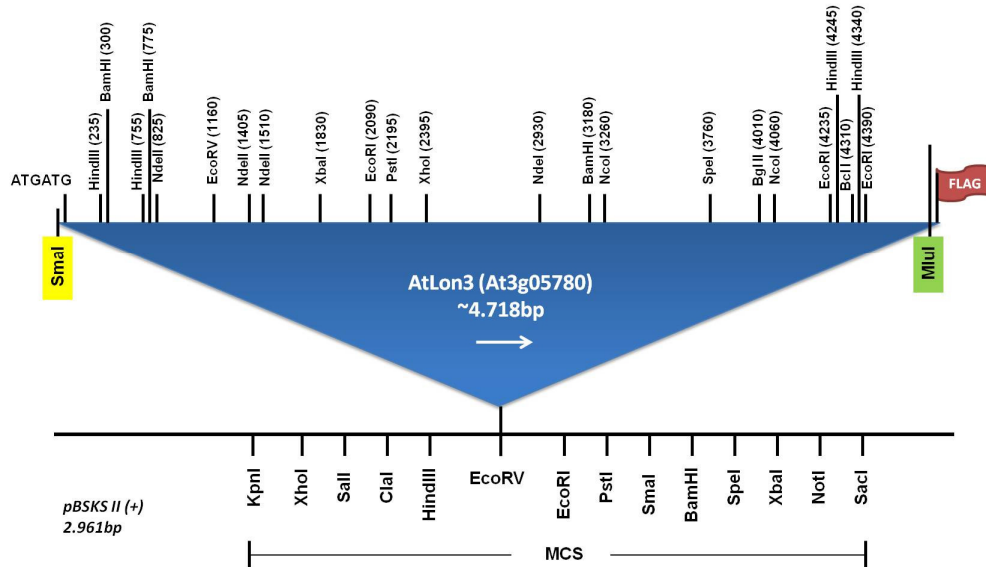 HindIII (235)
BamHI (300)
HindIII (755)
BamHI (775)
NdeII (825)
EcoRV (1160)
NdeII (1405)
NdeII (1510)
XbaI (1830)
EcoRI (2090)
PstI (2195)
XhoI (2395)
NdeI (2930)
BamHI (3180)
NcoI (3260)
SpeI (3760)
Bgl II (4010)
NcoI (4060)
EcoRI (4235)
HindIII (4245)
BclI (4310)
HindIII (4340)
EcoRI (4390)
ATGATG
FLAG
SmaI
MluI
AtLon3 (At3g05780)
~4.718bp
KpnI
XhoI
SalI
ClaI
HindIII
EcoRV
EcoRI
PstI
SmaI
BamHI
SpeI
XbaI
NotI
SacI
pBSKS II (+)
2.961bp
MCS